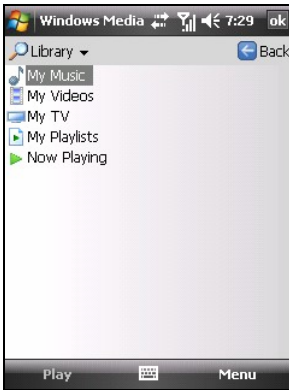 Windows Media 7:29 ok
Library Back
My Music
My Videos
My TV
My Playlists
Now Playing
Play Menu